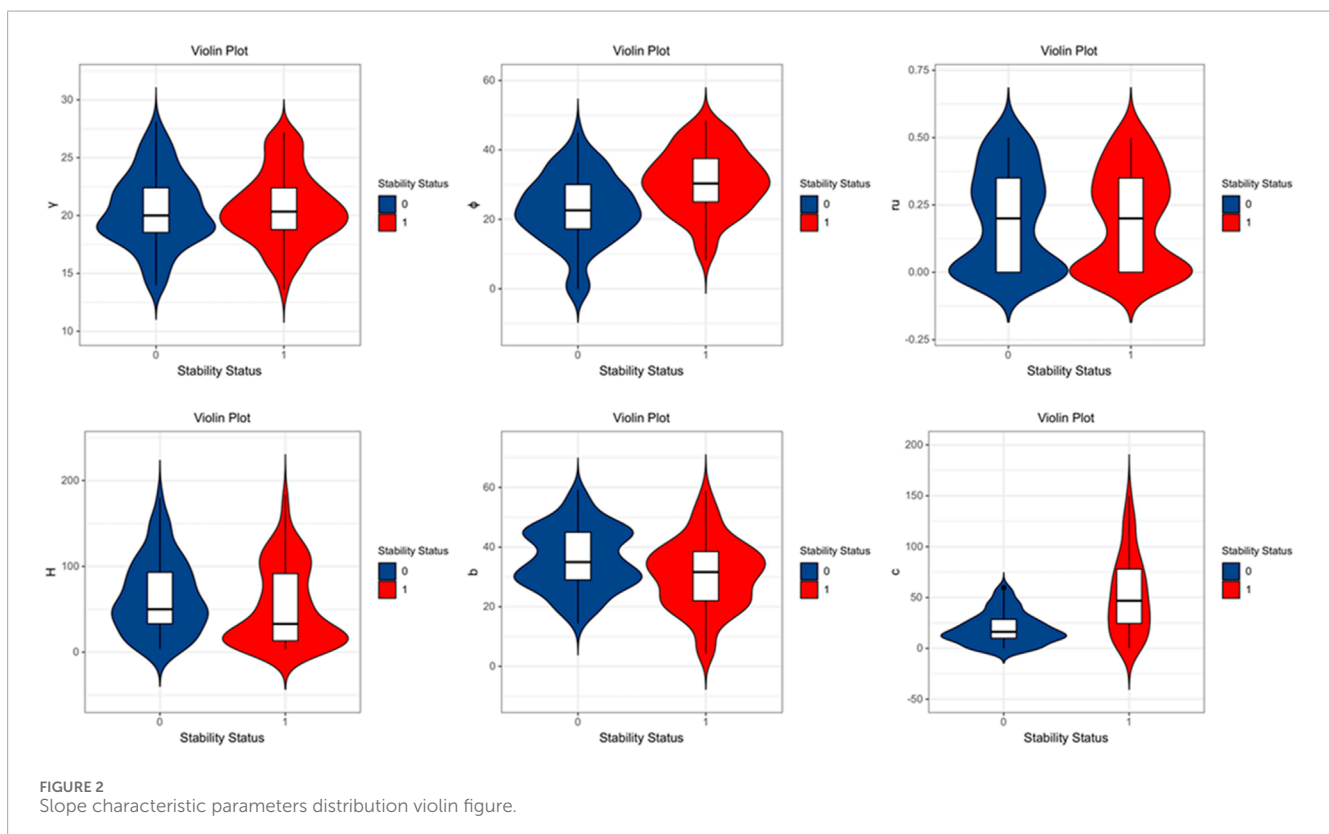 Violin Plot
30
25
20
15
10
γ
0
1
Stability Status
Stability Status
0
1
Violin Plot
60
40
20
0
ϕ
0
1
Stability Status
Stability Status
0
1
Violin Plot
0.75
0.50
0.25
0.00
-0.25
ru
0
1
Stability Status
Stability Status
0
1
Violin Plot
200
100
0
H
0
1
Stability Status
Stability Status
0
1
Violin Plot
60
40
20
0
b
0
1
Stability Status
Stability Status
0
1
Violin Plot
200
150
100
50
0
-50
c
0
1
Stability Status
Stability Status
0
1
FIGURE 2
Slope characteristic parameters distribution violin figure.